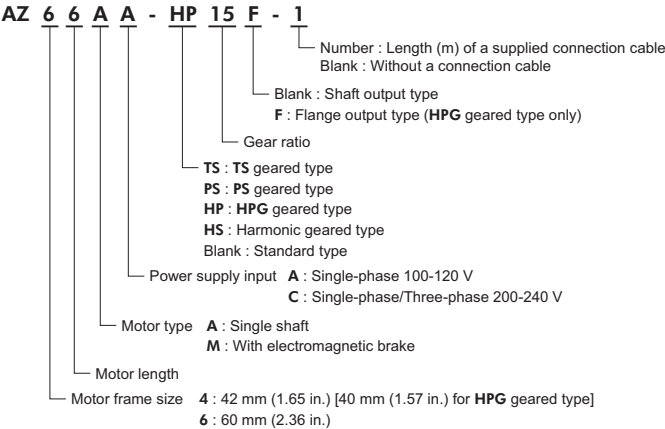 AZ 6 6 A A - HP 15 F - 1
Number : Length (m) of a supplied connection cable
Blank : Without a connection cable
Blank : Shaft output type
F : Flange output type (HPG geared type only)
Gear ratio
TS : TS geared type
PS : PS geared type
HP : HPG geared type
HS : Harmonic geared type
Blank : Standard type
Power supply input A : Single-phase 100-120 V
C : Single-phase/Three-phase 200-240 V
Motor type A : Single shaft
M : With electromagnetic brake
Motor length
Motor frame size 4 : 42 mm (1.65 in.) [40 mm (1.57 in.) for HPG geared type]
6 : 60 mm (2.36 in.)